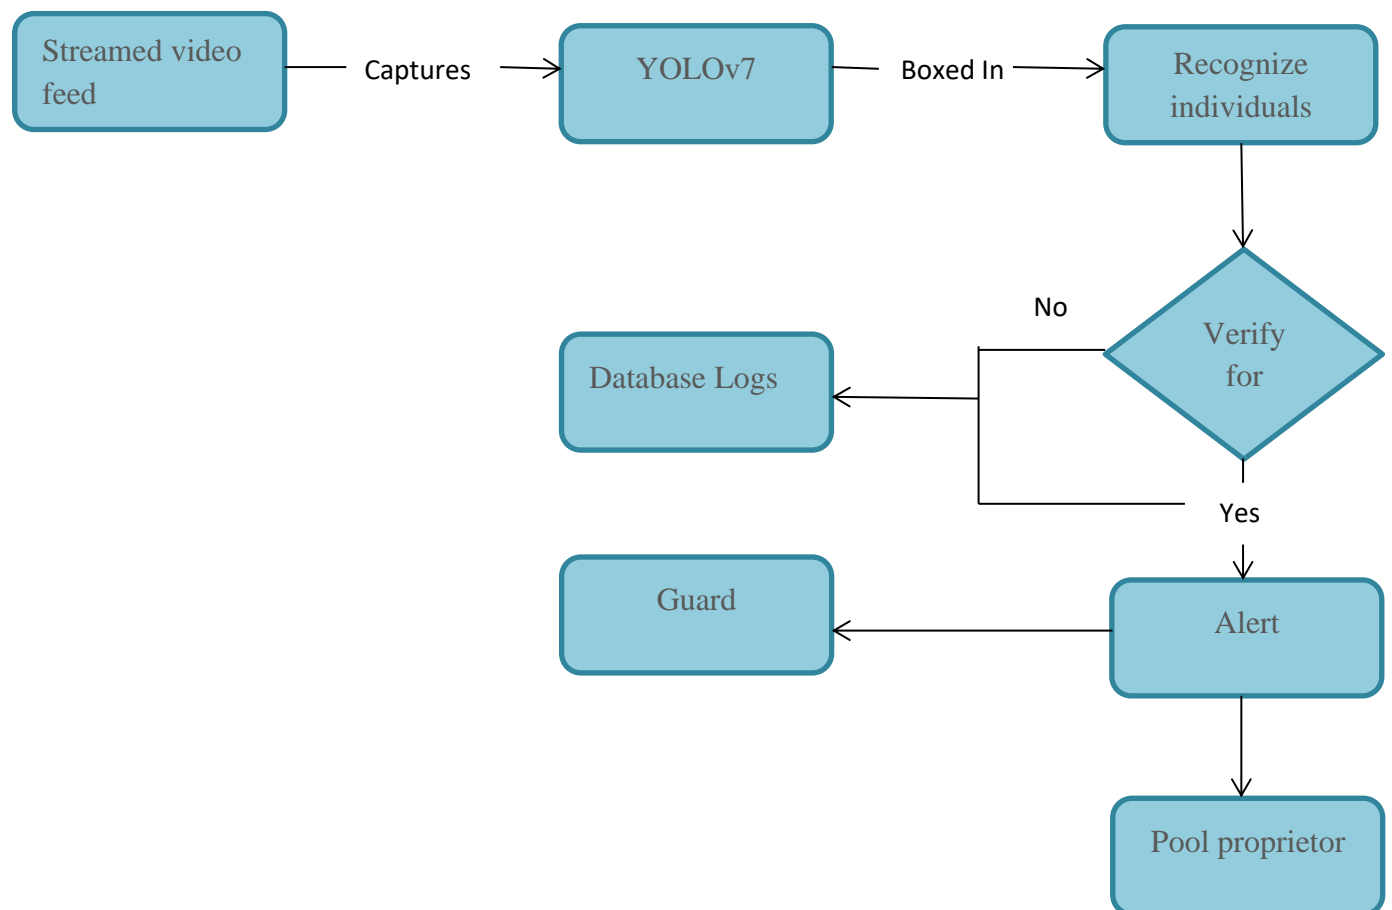 Streamed video
feed
Captures
YOLOv7
Boxed In
Recognize
individuals
No
Verify
for
Database Logs
Yes
Guard
Alert
Pool proprietor